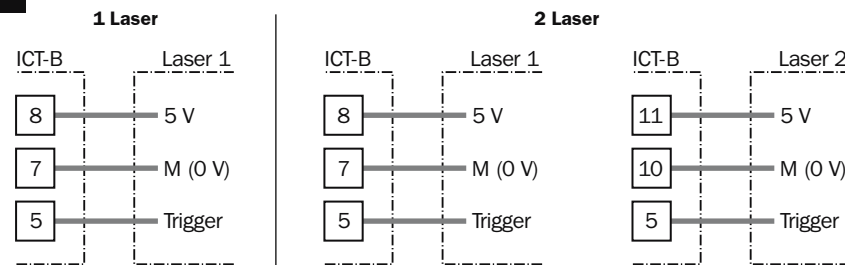 1 Laser
2 Laser
ICT-B Laser 1
8 5 V
7 M (0 V)
5 Trigger
ICT-B Laser 1
8 5 V
7 M (0 V)
5 Trigger
ICT-B Laser 2
11 5 V
10 M (0 V)
5 Trigger